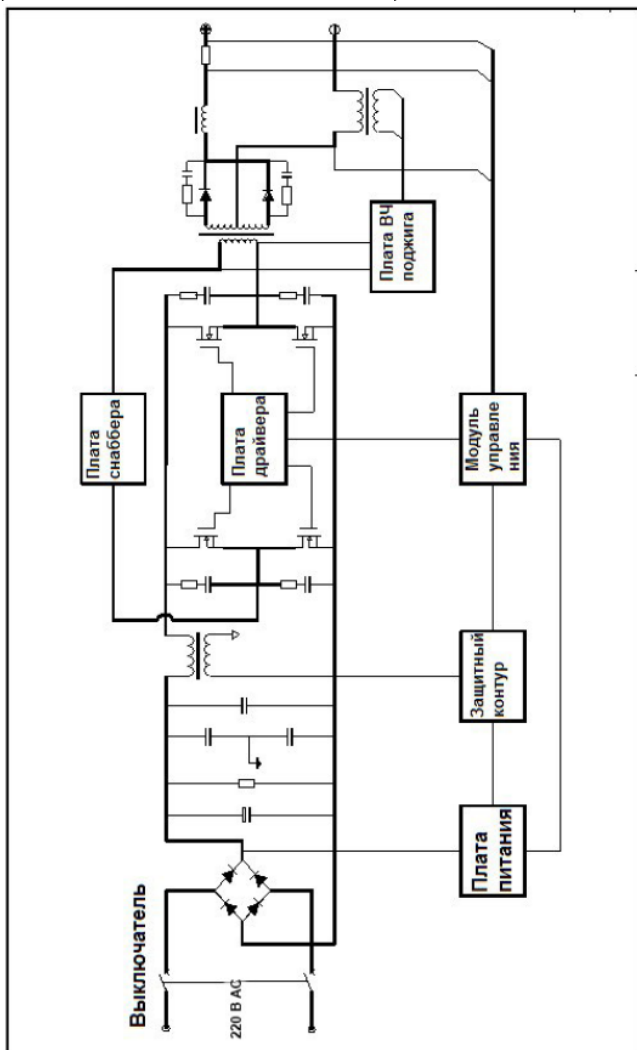 Выключатель
220 В АС
Плата
питания
Защитный
контур
Модуль
управле
ния
Плата
драйвера
Плата
снаббера
Плата ВЧ
поджига